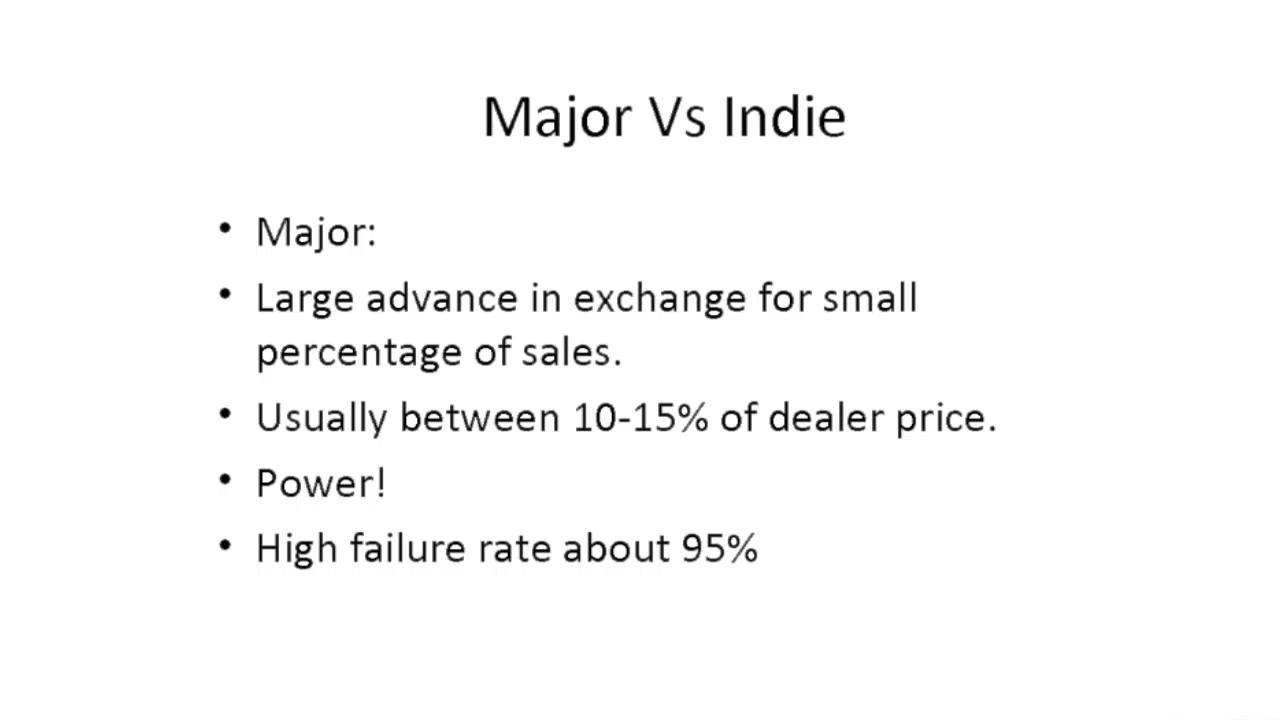 Major Vs Indie
• Major:
• Large advance in exchange for small
percentage of sales.
• Usually between 10-15% of dealer price.
• Power!
• High failure rate about 95%